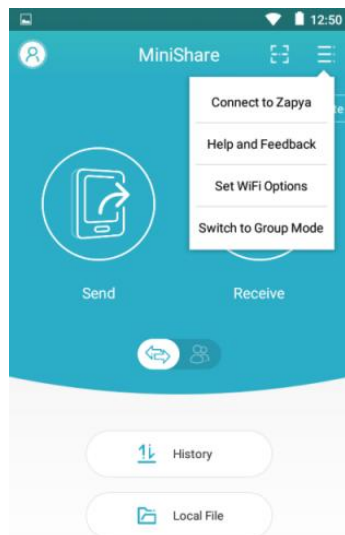 12:50
MiniShare
Connect to Zapya
Help and Feedback
Set WiFi Options
Switch to Group Mode
Send
Receive
History
Local File